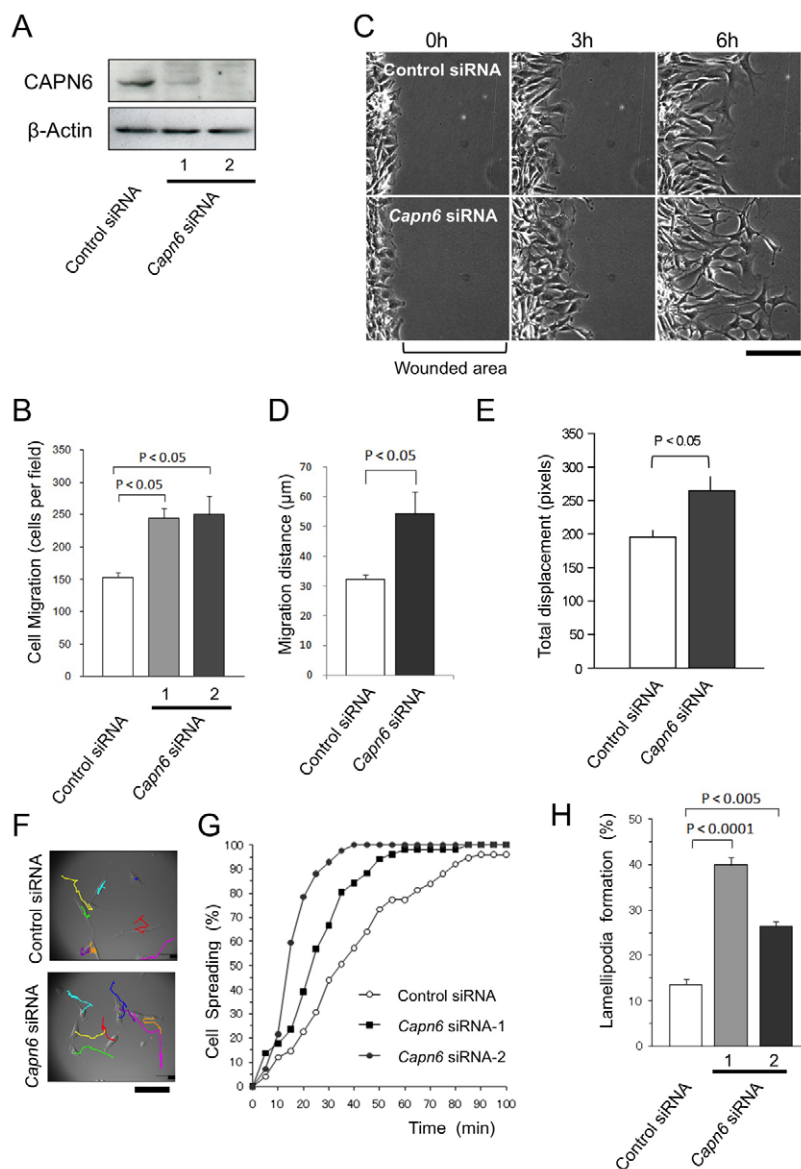 A
CAPN6
β-Actin
1 2
Control siRNA
Capn6 siRNA
C
0h 3h 6h
Control siRNA
Capn6 siRNA
Wounded area
B
Cell Migration (cells per field)
350
300
250
200
150
100
50
0
P < 0.05
P < 0.05
1 2
Control siRNA
Capn6 siRNA
D
Migration distance (μm)
70
60
50
40
30
20
10
0
P < 0.05
Control siRNA
Capn6 siRNA
E
Total displacement (pixels)
350
300
250
200
150
100
50
0
P < 0.05
Control siRNA
Capn6 siRNA
F
Control siRNA
Capn6 siRNA
G
Cell Spreading (%)
100
90
80
70
60
50
40
30
20
10
0
0 10 20 30 40 50 60 70 80 90 100
Time (min)
Control siRNA
Capn6 siRNA-1
Capn6 siRNA-2
H
Lamellipodia formation (%)
50
40
30
20
10
0
P < 0.005
P < 0.0001
1 2
Control siRNA
Capn6 siRNA